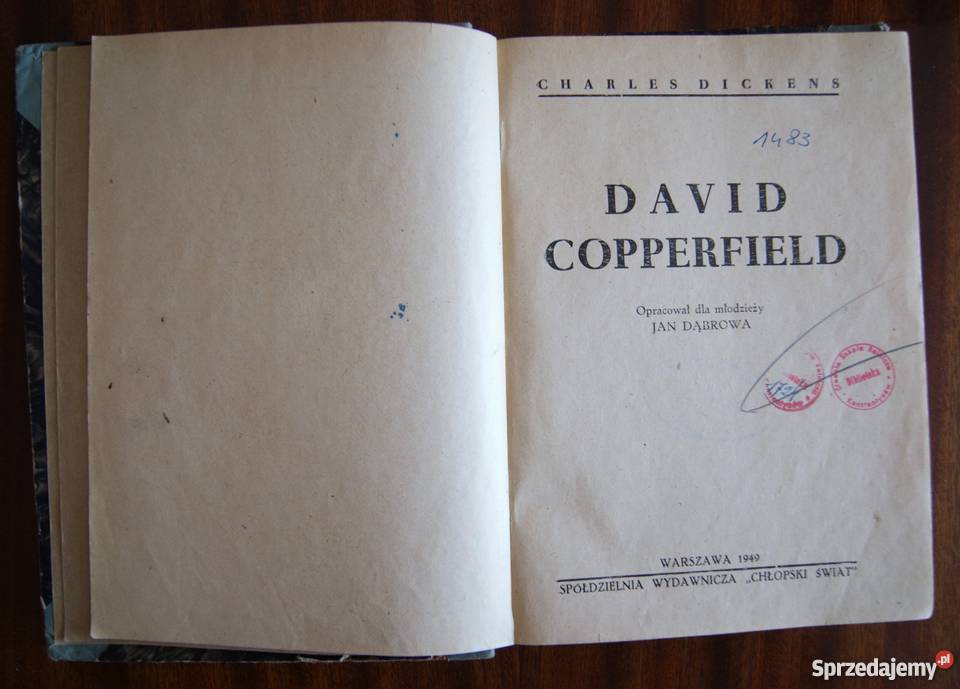 CHARLES DICKENS
1483
DAVID
COPPERFIELD
Opracował dla młodzieży
JAN DĄBROWA
Biblioteka
WARSZAWA 1949
SPÓŁDZIELNIA WYDAWNICZA „CHŁOPSKI ŚWIAT"
Sprzedajemy.pl